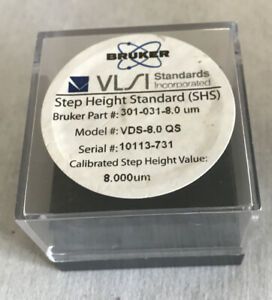 BRUKER
VLSI Standards Incorporated
Step Height Standard (SHS)
Bruker Part #: 301-031-8.0 um
Model #: VDS-8.0 QS
Serial #: 10113-731
Calibrated Step Height Value:
8.000um